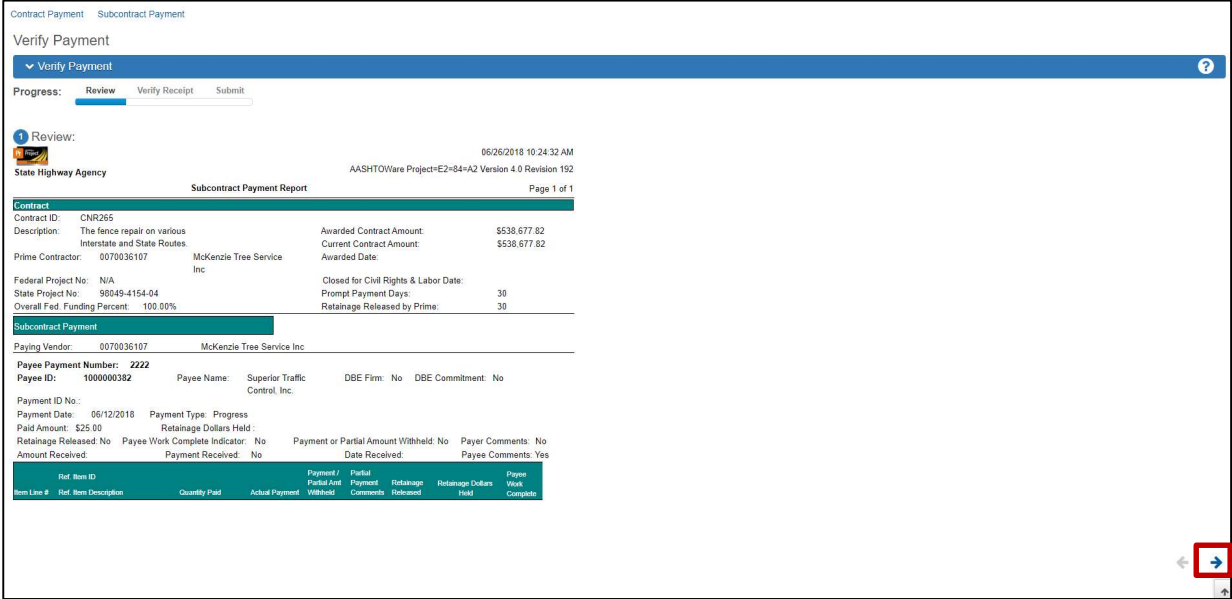 Contract Payment Subcontract Payment
Verify Payment
Verify Payment ?
Progress: Review Verify Receipt Submit
1 Review:
06/26/2018 10:24:32 AM
State Highway Agency AASHTOWare Project=E2=84=A2 Version 4.0 Revision 192
Subcontract Payment Report Page 1 of 1
Contract
Contract ID: CNR265
Description: The fence repair on various Awarded Contract Amount: $538,677.82
Interstate and State Routes. Current Contract Amount: $538,677.82
Prime Contractor: 0070036107 McKenzie Tree Service Awarded Date:
Inc
Federal Project No: N/A Closed for Civil Rights & Labor Date:
State Project No: 98049-4154-04 Prompt Payment Days: 30
Overall Fed. Funding Percent: 100.00% Retainage Released by Prime: 30
Subcontract Payment
Paying Vendor: 0070036107 McKenzie Tree Service Inc
Payee Payment Number: 2222
Payee ID: 1000000382 Payee Name: Superior Traffic DBE Firm: No DBE Commitment: No
Control, Inc.
Payment ID No.:
Payment Date: 06/12/2018 Payment Type: Progress
Paid Amount: $25.00 Retainage Dollars Held :
Retainage Released: No Payee Work Complete Indicator: No Payment or Partial Amount Withheld: No Payer Comments: No
Amount Received: Payment Received: No Date Received: Payee Comments: Yes
Payment / Partial Payee
Ref. Item ID Partial Amt Payment Retainage Retainage Dollars Work
Item Line # Ref. Item Description Quantity Paid Actual Payment Withheld Comments Released Held Complete